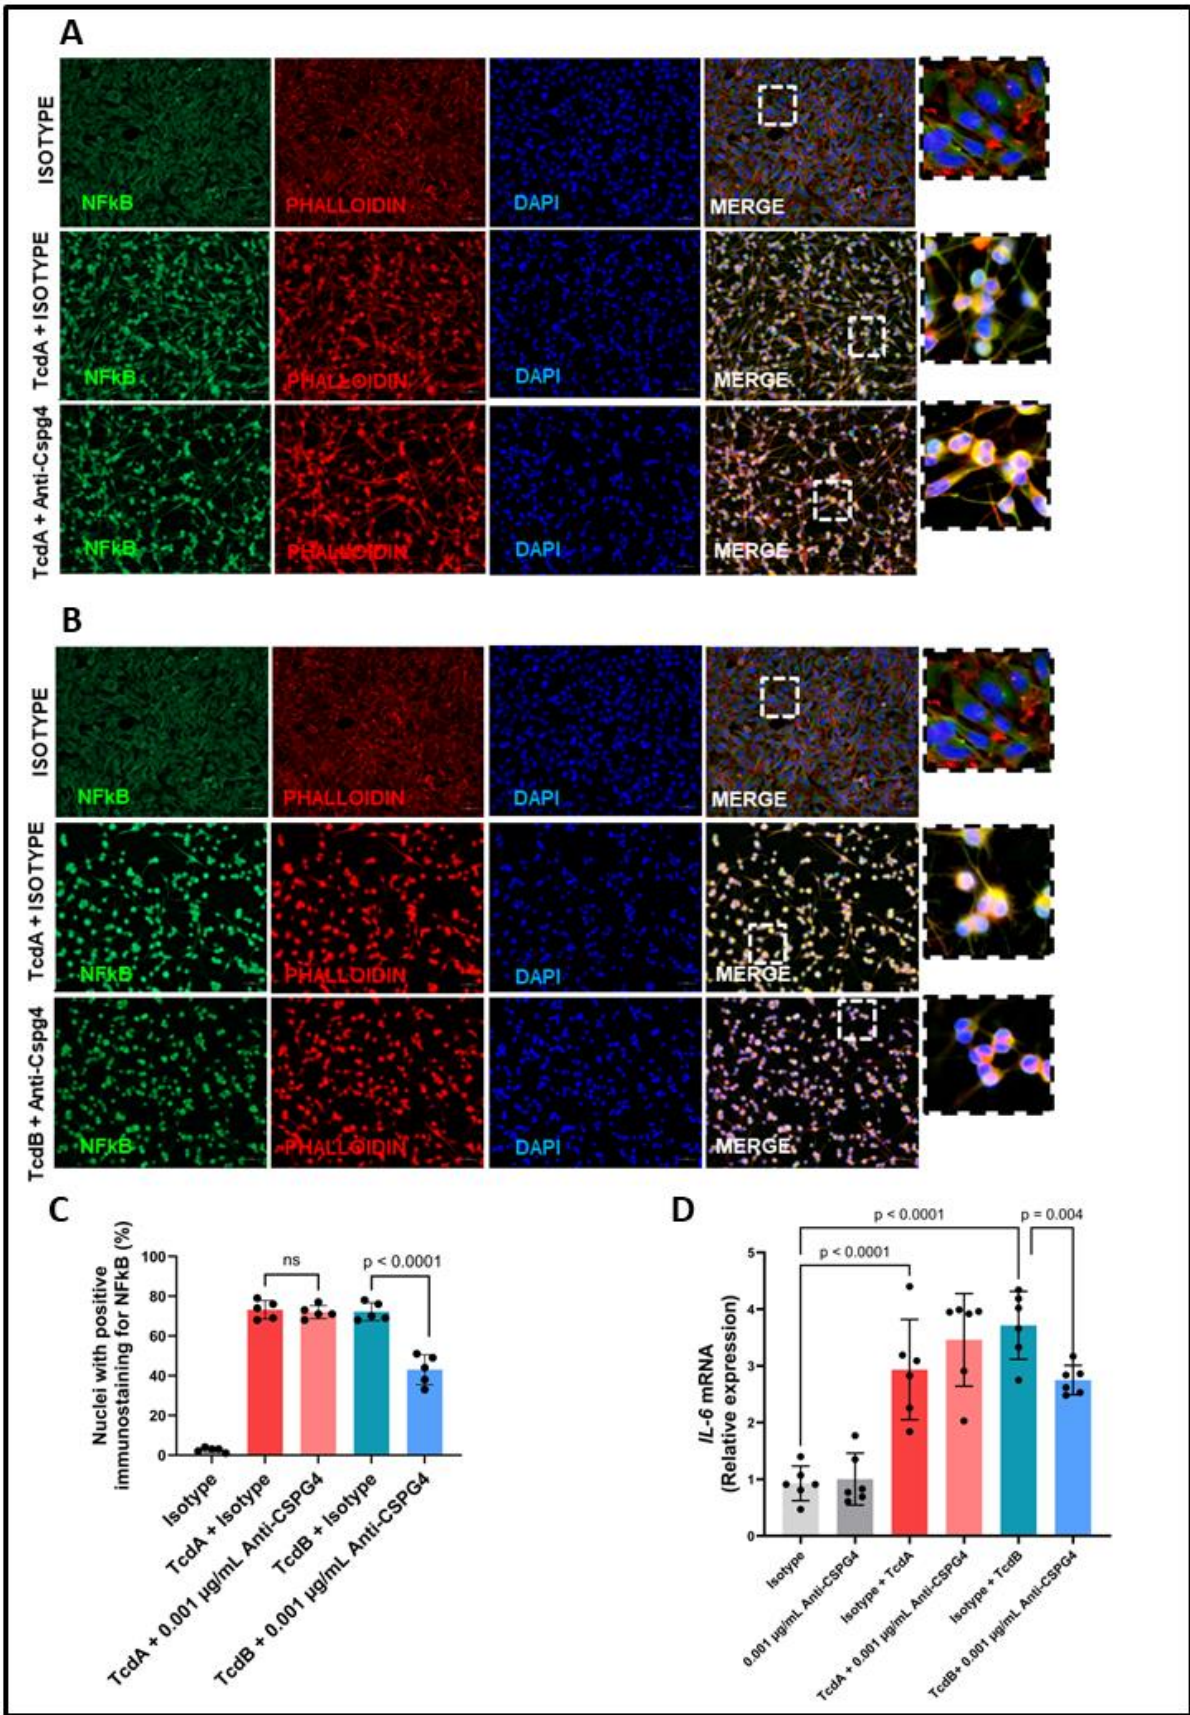 A
ISOTYPE
NFkB
PHALLOIDIN
DAPI
MERGE
TcdA + ISOTYPE
NFkB
PHALLOIDIN
DAPI
MERGE
TcdA + Anti-Cspg4
NFkB
PHALLOIDIN
DAPI
MERGE
B
ISOTYPE
NFkB
PHALLOIDIN
DAPI
MERGE
TcdA + ISOTYPE
NFkB
PHALLOIDIN
DAPI
MERGE
TcdB + Anti-Cspg4
NFkB
PHALLOIDIN
DAPI
MERGE
C
Nuclei with positive
immunostaining for NFkB (%)
100
80
60
40
20
0
ns
p < 0.0001
Isotype
TcdA + Isotype
TcdA + 0.001 µg/mL Anti-CSPG4
TcdB + Isotype
TcdB + 0.001 µg/mL Anti-CSPG4
D
IL-6 mRNA
(Relative expression)
5
4
3
2
1
0
p < 0.0001
p = 0.004
p < 0.0001
Isotype
0.001 µg/mL Anti-CSPG4
Isotype + TcdA
TcdA + 0.001 µg/mL Anti-CSPG4
Isotype + TcdB
TcdB+ 0.001 µg/mL Anti-CSPG4